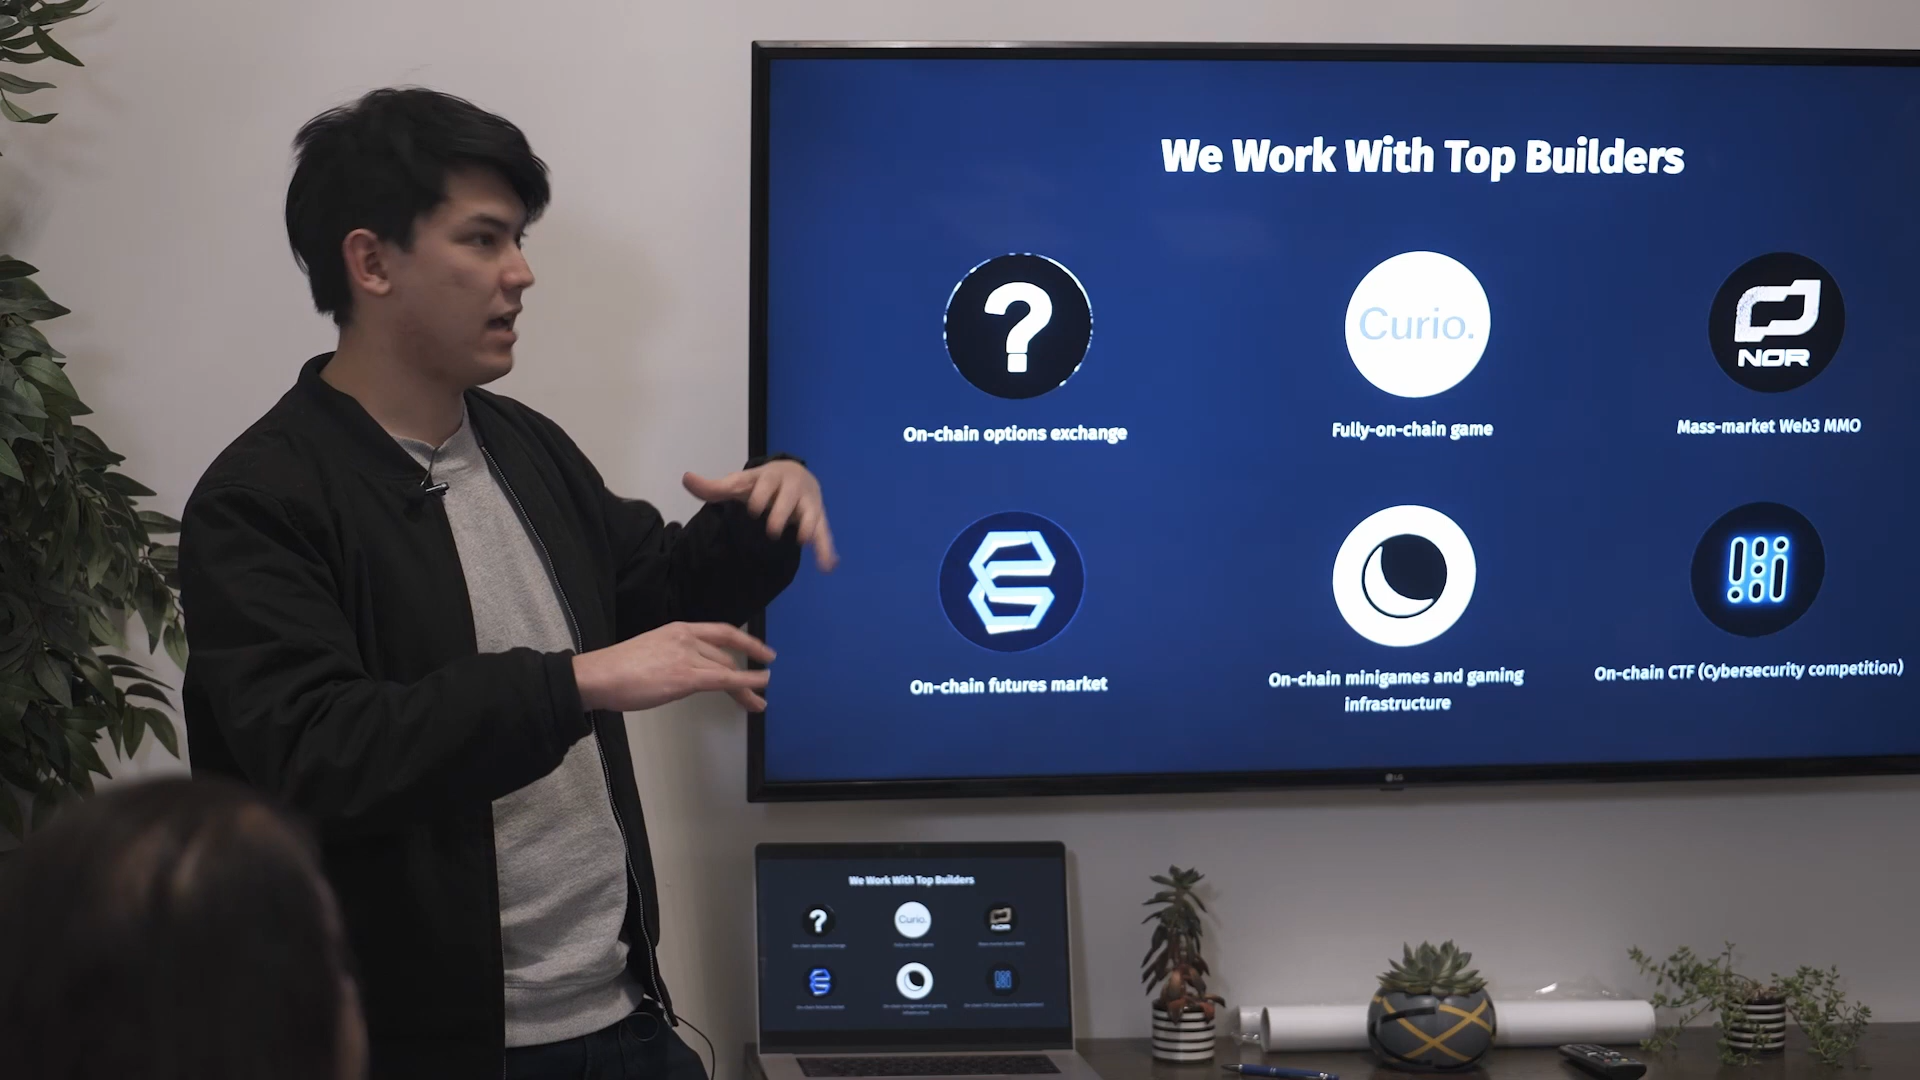 We Work With Top Builders
?
Curio.
NOR
On-chain options exchange
Fully-on-chain game
Mass-market Web3 MMO
On-chain futures market
On-chain minigames and gaming
infrastructure
On-chain CTF (Cybersecurity competition)
LG
We Work With Top Builders
?
Curio.
NOR